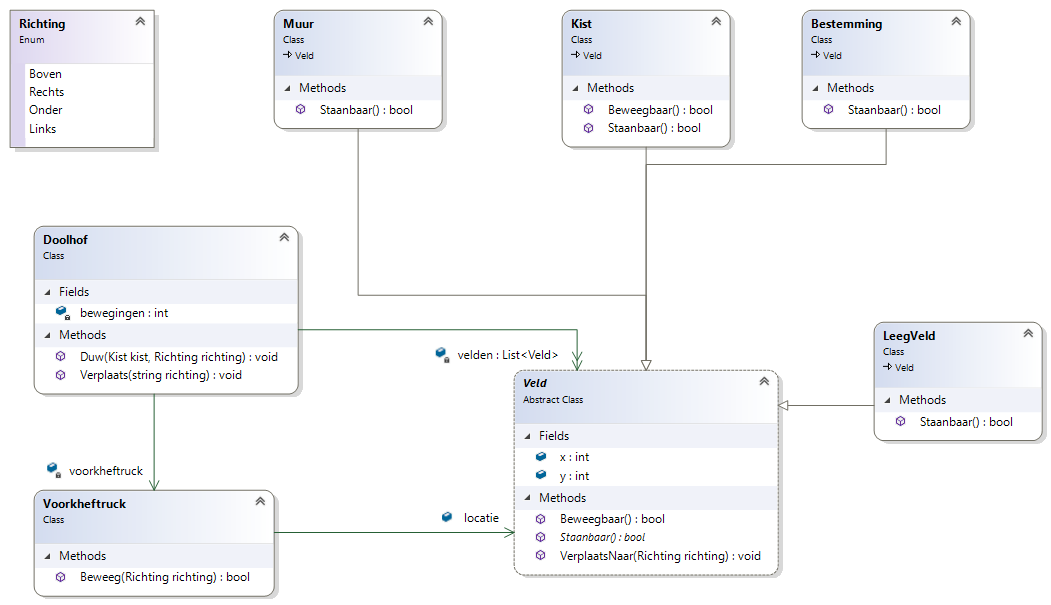 Richting
Enum
Boven
Rechts
Onder
Links
Muur
Class
Veld
Methods
Staanbaar() : bool
Kist
Class
Veld
Methods
Beweegbaar() : bool
Staanbaar() : bool
Bestemming
Class
Veld
Methods
Staanbaar() : bool
Doolhof
Class
Fields
bewegingen : int
Methods
Duw(Kist kist, Richting richting) : void
Verplaats(string richting) : void
velden : List<Veld>
LeegVeld
Class
Veld
Methods
Staanbaar() : bool
Veld
Abstract Class
Fields
x : int
y : int
Methods
Beweegbaar() : bool
Staanbaar() : bool
VerplaatsNaar(Richting richting) : void
voorkheftruck
Voorkheftruck
Class
Methods
Beweeg(Richting richting) : bool
locatie